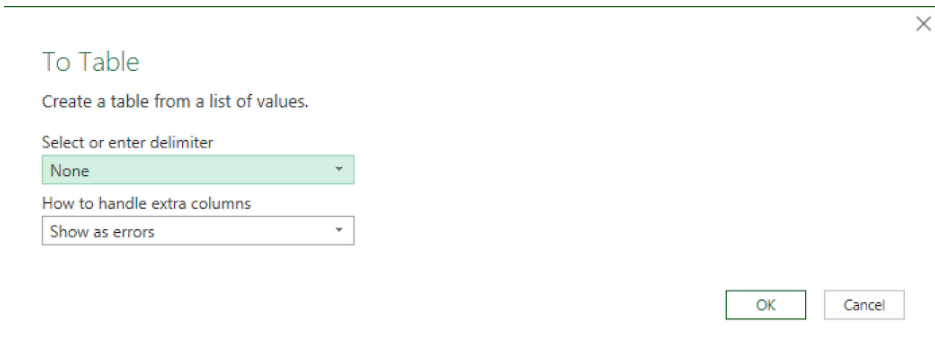 To Table
Create a table from a list of values.
Select or enter delimiter
None
How to handle extra columns
Show as errors
OK
Cancel